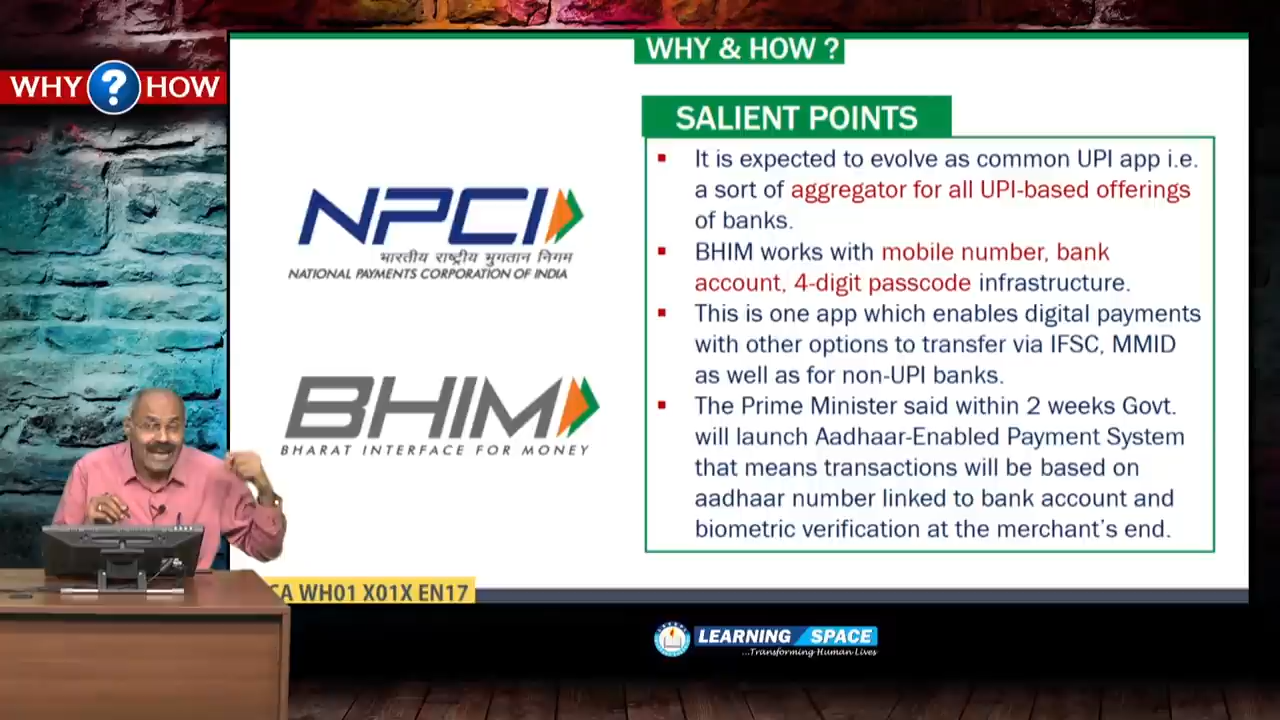 WHY ? HOW
WHY & HOW ?
NPCI
भारतीय राष्ट्रीय भुगतान निगम
NATIONAL PAYMENTS CORPORATION OF INDIA
BHIM
BHARAT INTERFACE FOR MONEY
SALIENT POINTS
It is expected to evolve as common UPI app i.e.
a sort of aggregator for all UPI-based offerings
of banks.
BHIM works with mobile number, bank
account, 4-digit passcode infrastructure.
This is one app which enables digital payments
with other options to transfer via IFSC, MMID
as well as for non-UPI banks.
The Prime Minister said within 2 weeks Govt.
will launch Aadhaar-Enabled Payment System
that means transactions will be based on
aadhaar number linked to bank account and
biometric verification at the merchant's end.
CA WH01 X01X EN17
LEARNING SPACE
...Transforming Human Lives